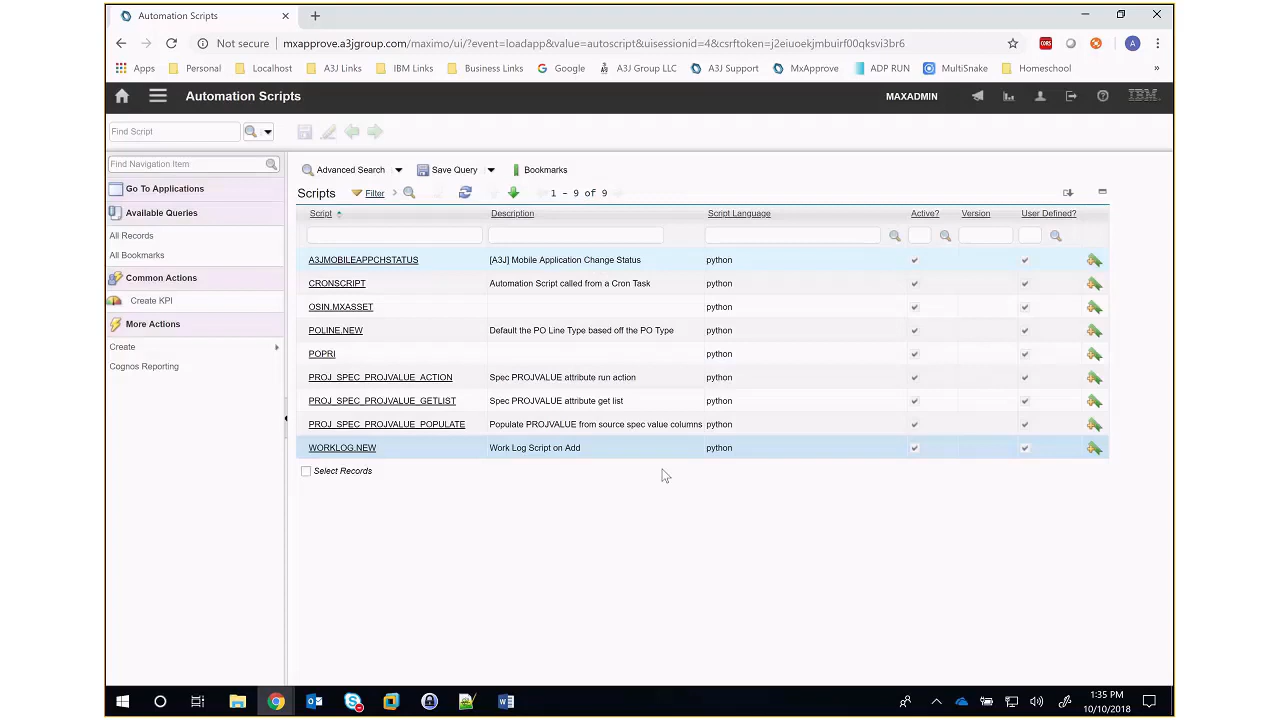 Automation Scripts
Not secure mxapprove.a3jgroup.com/maximo/ui/?event=loadapp&value=autoscript&uisessionid=4&csrftoken=j2eiuoekjmbuirf00qksvi3br6
A
Apps Personal Localhost A3J Links IBM Links Business Links Google A3J Group LLC A3J Support MxApprove ADP RUN MultiSnake Homeschool »
Automation Scripts MAXADMIN IBM
Find Script
Find Navigation Item
Go To Applications
Available Queries
All Records
All Bookmarks
Common Actions
Create KPI
More Actions
Create
Cognos Reporting
Advanced Search Save Query Bookmarks
Scripts Filter 1 - 9 of 9
Script Description Script Language Active? Version User Defined?
A3JMOBILEAPPCHSTATUS [A3J] Mobile Application Change Status python
CRONSCRIPT Automation Script called from a Cron Task python
OSIN.MXASSET python
POLINE.NEW Default the PO Line Type based off the PO Type python
POPRI python
PROJ_SPEC_PROJVALUE_ACTION Spec PROJVALUE attribute run action python
PROJ_SPEC_PROJVALUE_GETLIST Spec PROJVALUE attribute get list python
PROJ_SPEC_PROJVALUE_POPULATE Populate PROJVALUE from source spec value columns python
WORKLOG.NEW Work Log Script on Add python
Select Records
1:35 PM
10/10/2018